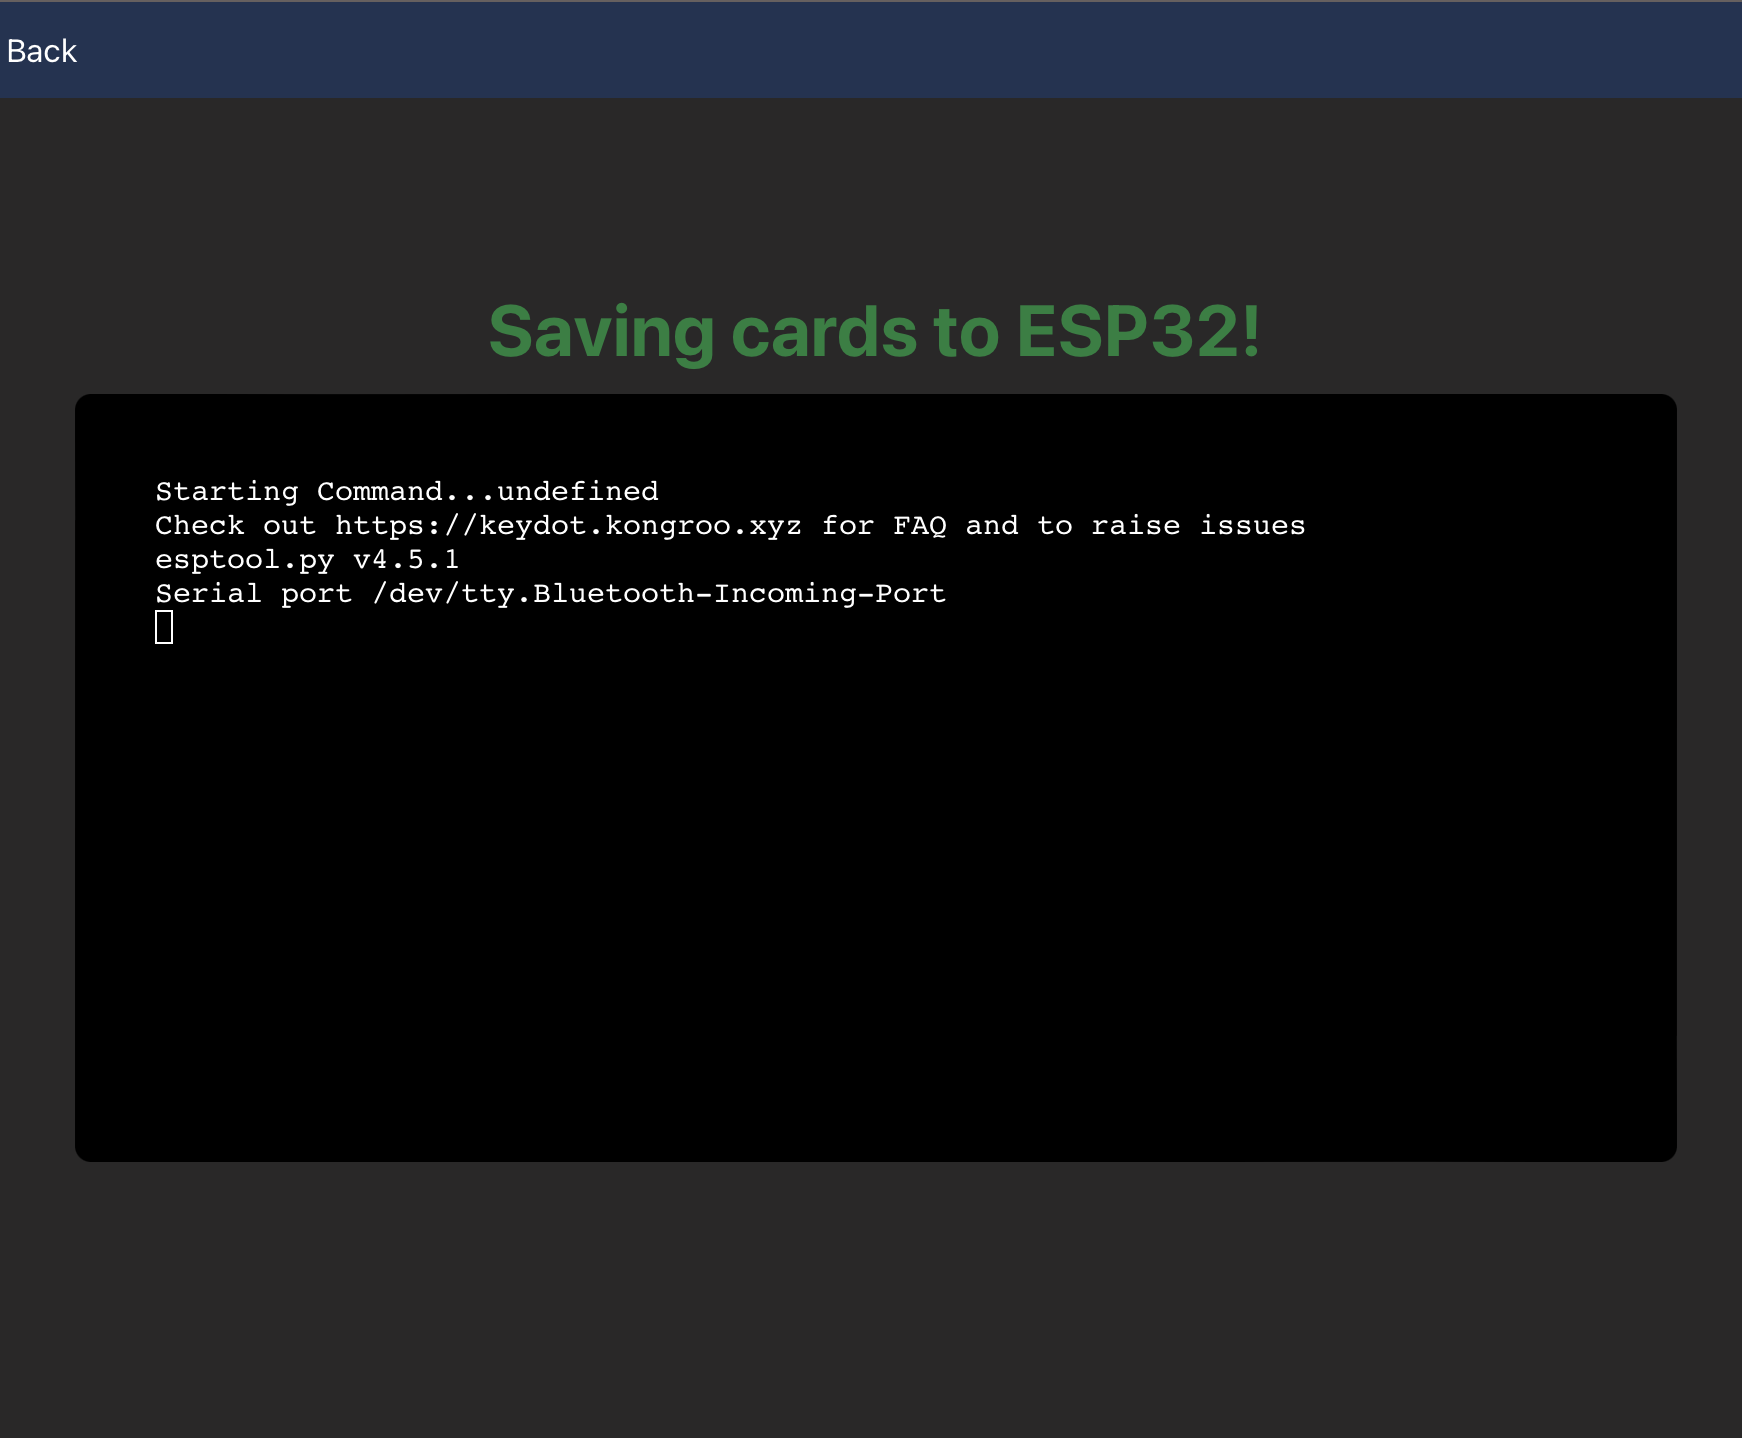 Back
Saving cards to ESP32!
Starting Command...undefined
Check out https://keydot.kongroo.xyz for FAQ and to raise issues
esptool.py v4.5.1
Serial port /dev/tty.Bluetooth-Incoming-Port